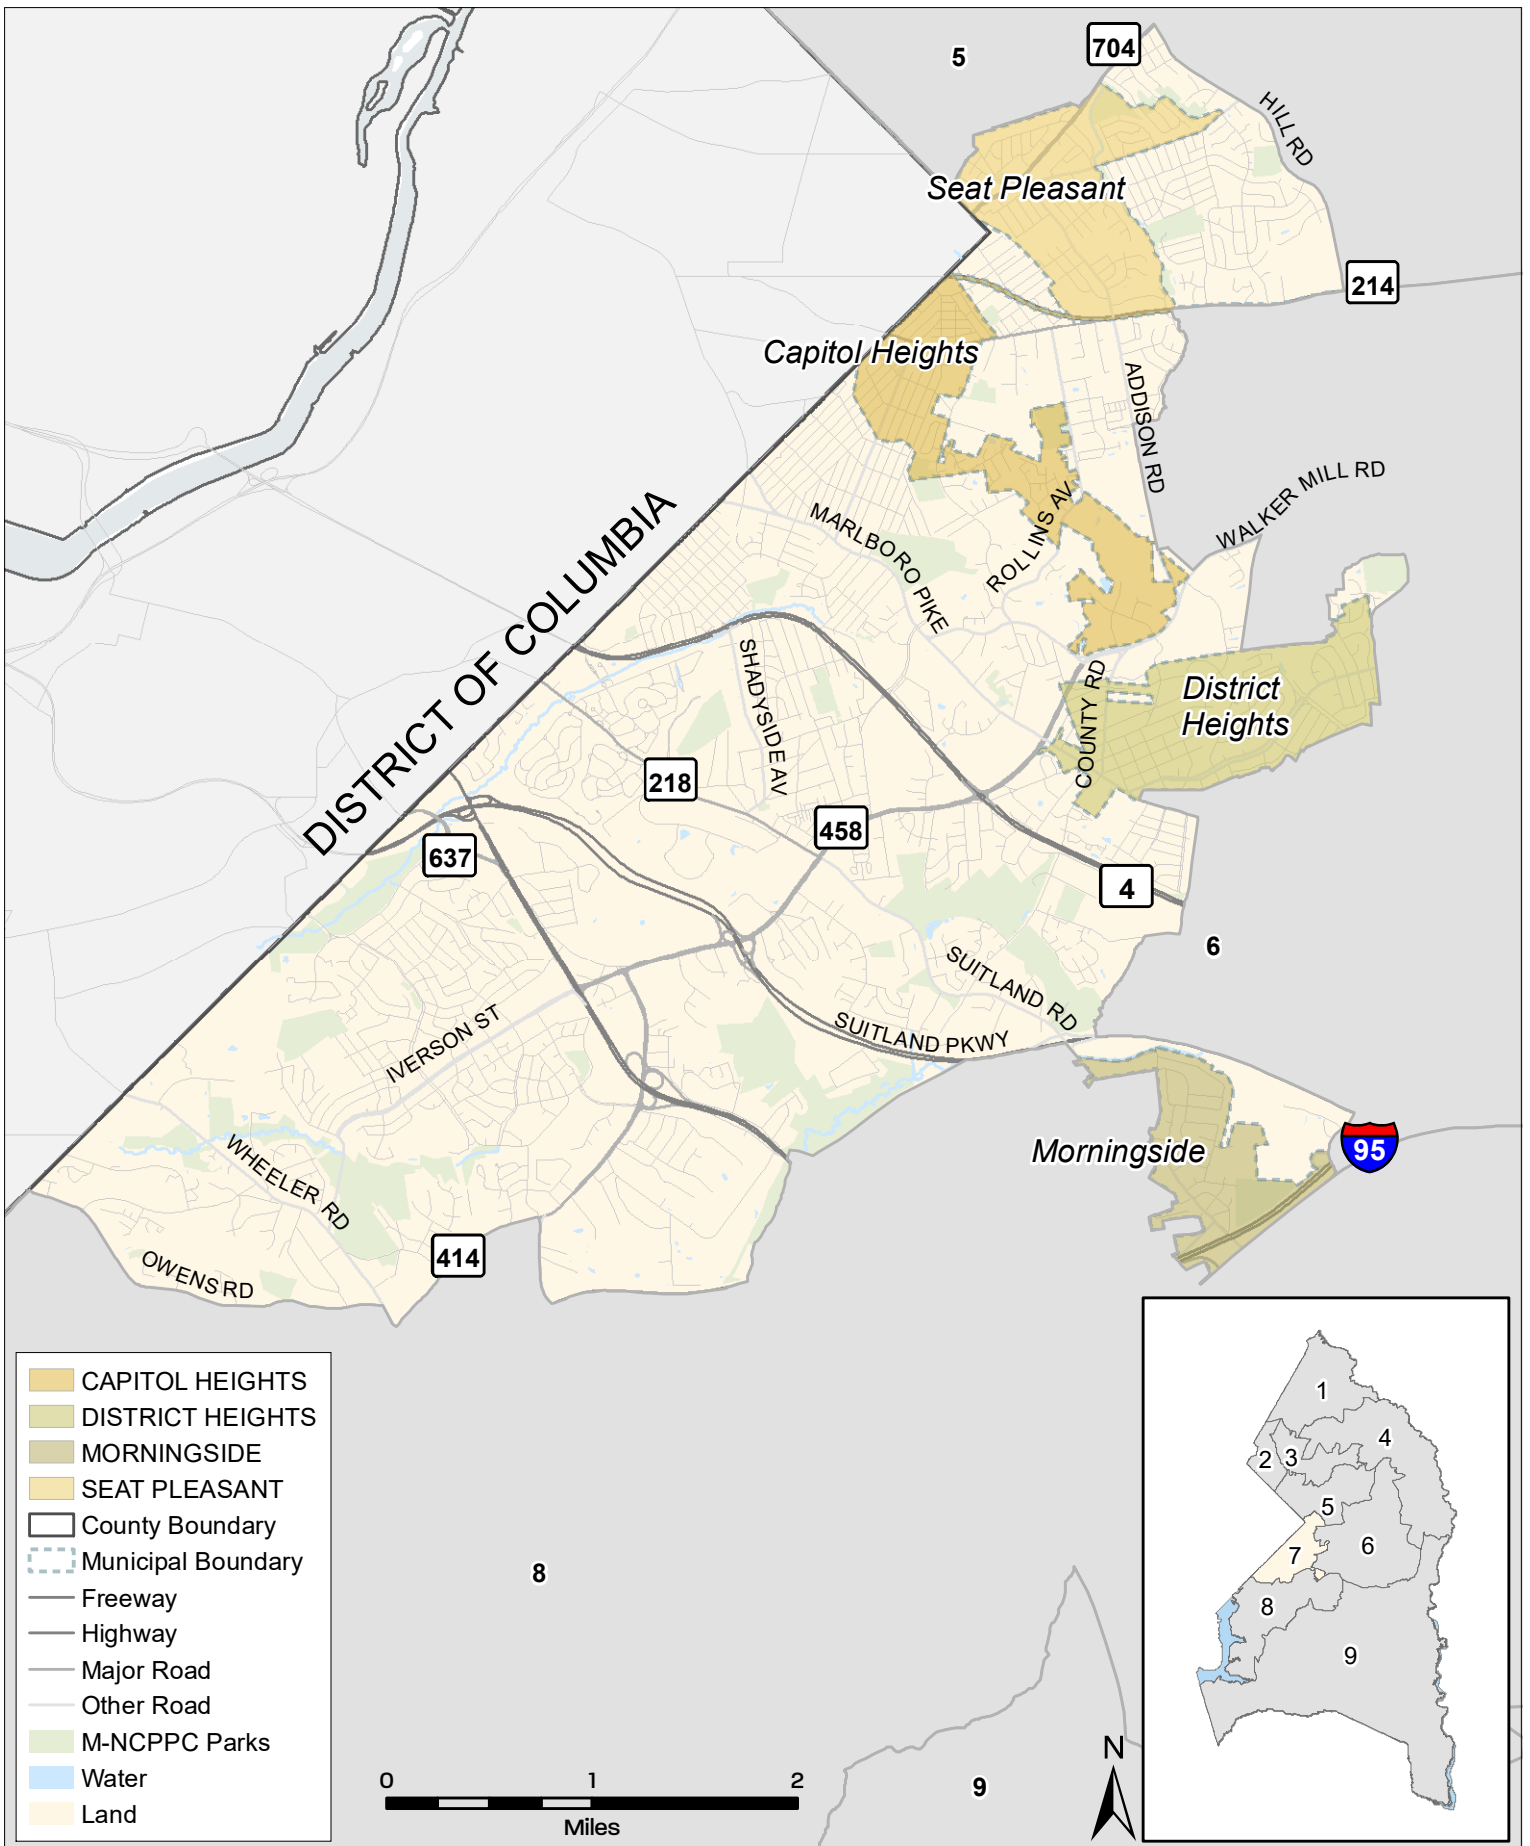 5
704
HILL RD
Seat Pleasant
214
Capitol Heights
ADDISON RD
WALKER MILL RD
DISTRICT OF COLUMBIA
MARLBORO PIKE
ROLLINS AV
SHADYSIDE AV
COUNTY RD
District
Heights
218
458
637
4
6
SUITLAND RD
IVERSON ST
SUITLAND PKWY
Morningside
95
WHEELER RD
414
OWENS RD
CAPITOL HEIGHTS
DISTRICT HEIGHTS
MORNINGSIDE
SEAT PLEASANT
County Boundary
Municipal Boundary
Freeway
Highway
Major Road
Other Road
M-NCPPC Parks
Water
Land
8
0 1 2
Miles
9
N
1
4
2 3
5
6
7
8
9